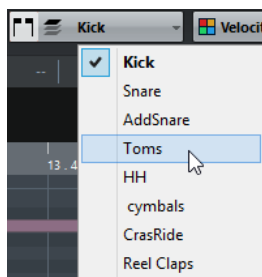 Kick Velocit
--
Kick
Snare
AddSnare
Toms
13.4
HH
cymbals
CrasRide
Reel Claps